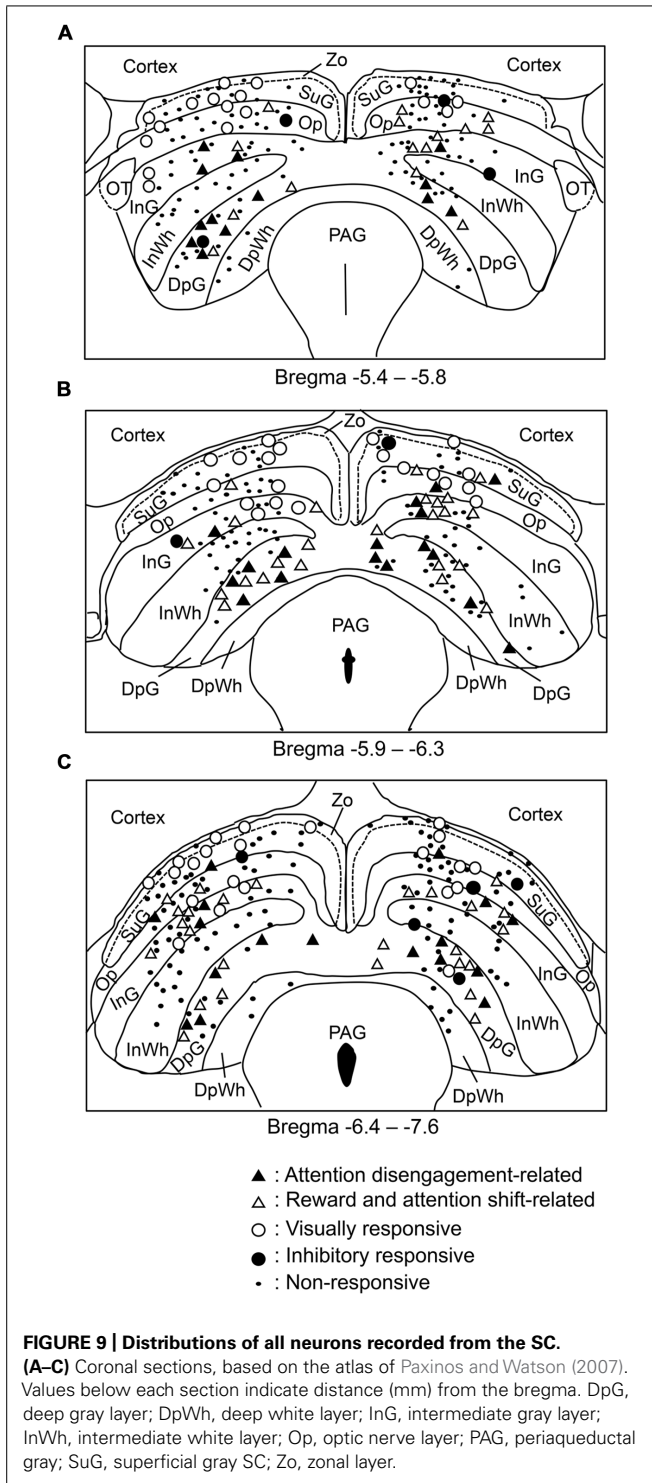 A
Cortex
Zo
Cortex
SuG
SuG
Op
Op
OT
InG
InG
OT
InWh
InWh
PAG
DpWh
DpWh
DpG
DpG
Bregma -5.4 – -5.8
B
Cortex
Zo
Cortex
SuG
SuG
Op
Op
InG
InG
InWh
InWh
PAG
DpG
DpWh
DpWh
DpG
Bregma -5.9 – -6.3
C
Cortex
Zo
Cortex
SuG
SuG
Op
InG
InG
Op
InWh
InWh
DpG
PAG
DpG
DpWh
DpWh
Bregma -6.4 – -7.6
▲ : Attention disengagement-related
△ : Reward and attention shift-related
○ : Visually responsive
● : Inhibitory responsive
• : Non-responsive
FIGURE 9 | Distributions of all neurons recorded from the SC.
(A–C) Coronal sections, based on the atlas of Paxinos and Watson (2007).
Values below each section indicate distance (mm) from the bregma. DpG,
deep gray layer; DpWh, deep white layer; InG, intermediate gray layer;
InWh, intermediate white layer; Op, optic nerve layer; PAG, periaqueductal
gray; SuG, superficial gray SC; Zo, zonal layer.